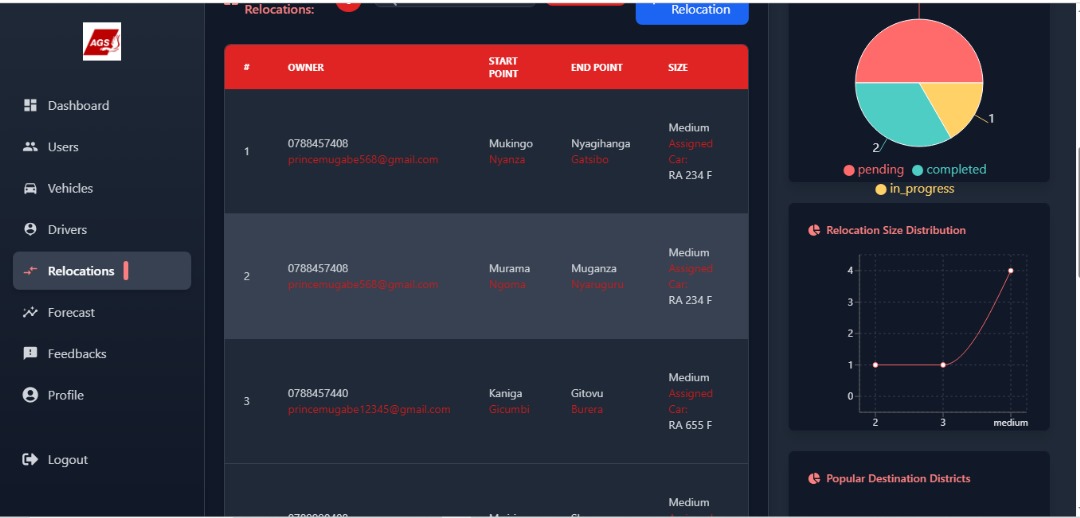 AGS
Dashboard
Users
Vehicles
Drivers
Relocations
Forecast
Feedbacks
Profile
Logout
Relocations:
Relocation
# OWNER START POINT END POINT SIZE
1
0788457408
princemugabe568@gmail.com
Mukingo
Nyanza
Nyagihanga
Gatsibo
Medium
Assigned
Car:
RA 234 F
2
0788457408
princemugabe568@gmail.com
Murama
Ngoma
Muganza
Nyaruguru
Medium
Assigned
Car:
RA 234 F
3
0788457440
princemugabe12345@gmail.com
Kaniga
Gicumbi
Gitovu
Burera
Medium
Assigned
Car:
RA 655 F
Medium
1
2
pending completed
in_progress
Relocation Size Distribution
4
3
2
1
0
2 3 medium
Popular Destination Districts